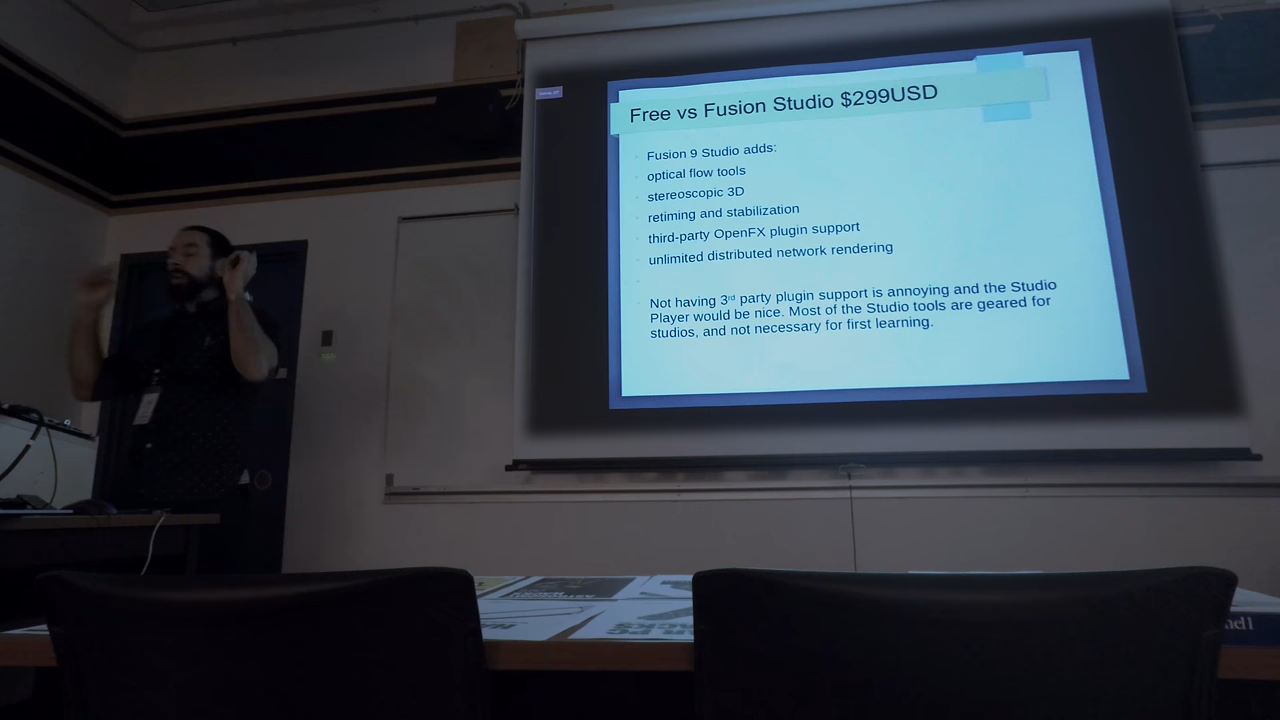 Free vs Fusion Studio $299USD
Fusion 9 Studio adds:
optical flow tools
stereoscopic 3D
retiming and stabilization
third-party OpenFX plugin support
unlimited distributed network rendering
Not having 3rd party plugin support is annoying and the Studio
Player would be nice. Most of the Studio tools are geared for
studios, and not necessary for first learning.